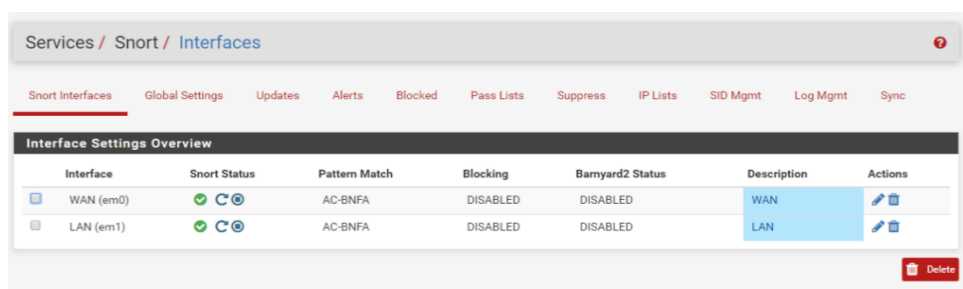 Services / Snort / Interfaces
Snort Interfaces Global Settings Updates Alerts Blocked Pass Lists Suppress IP Lists SID Mgmt Log Mgmt Sync
Interface Settings Overview
Interface Snort Status Pattern Match Blocking Barnyard2 Status Description Actions
WAN (em0) AC-BNFA DISABLED DISABLED WAN
LAN (em1) AC-BNFA DISABLED DISABLED LAN
Delete